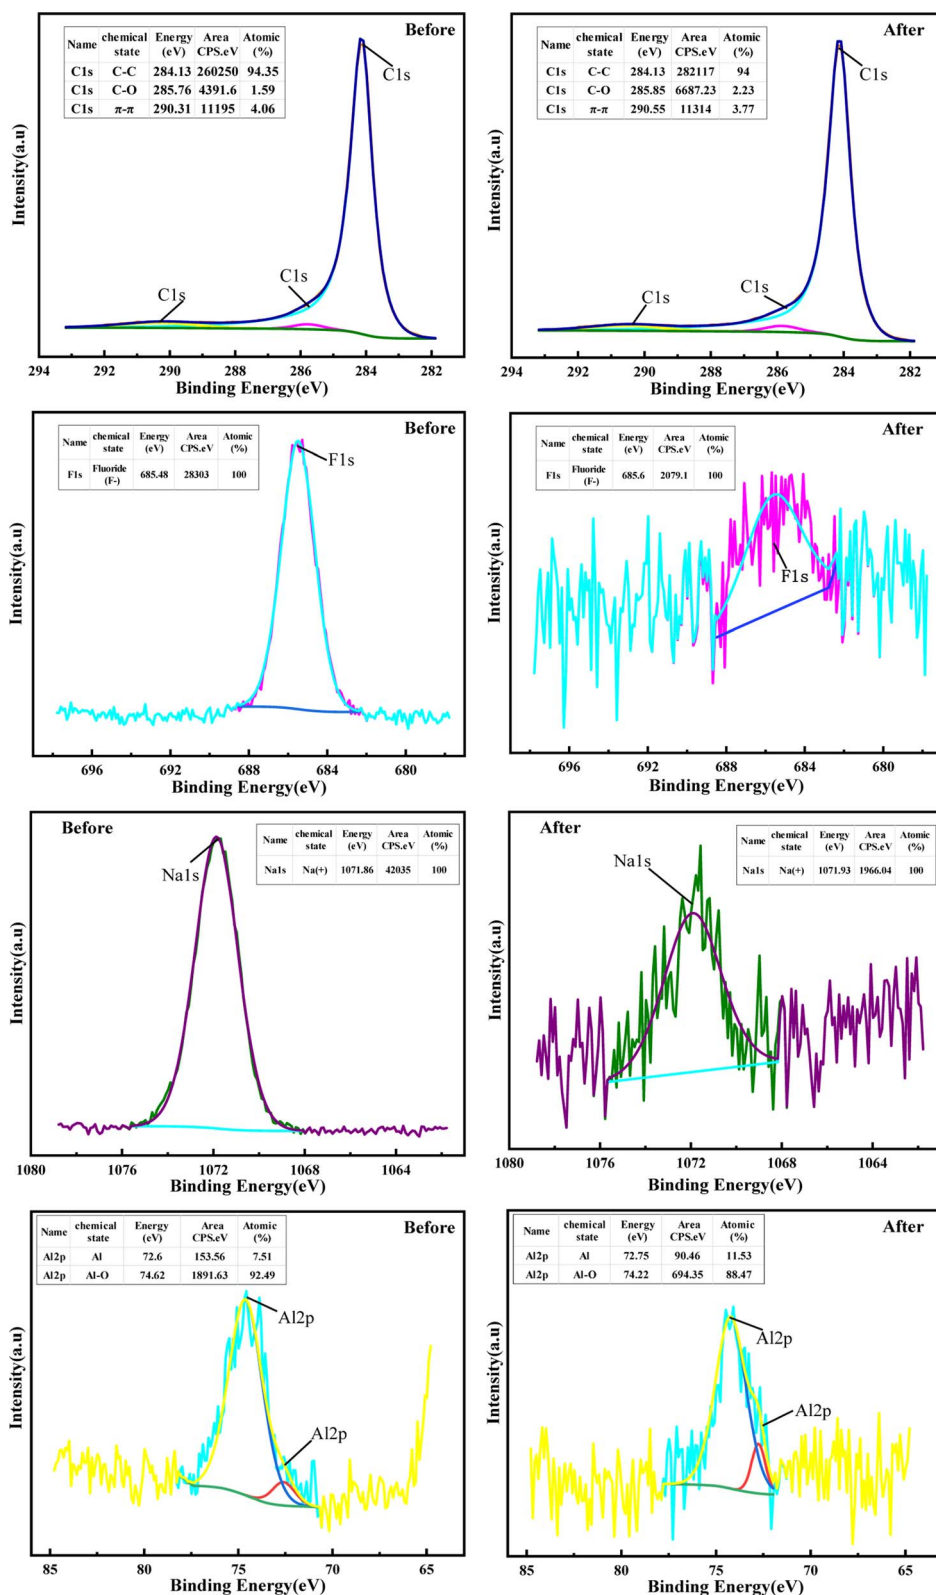 Before
Name chemical state Energy (eV) Area CPS.eV Atomic (%)
C1s C-C 284.13 260250 94.35
C1s C-O 285.76 4391.6 1.59
C1s π-π 290.31 11195 4.06
C1s
C1s
C1s
Intensity(a.u)
294 292 290 288 286 284 282
Binding Energy(eV)
After
Name chemical state Energy (eV) Area CPS.eV Atomic (%)
C1s C-C 284.13 282117 94
C1s C-O 285.85 6687.23 2.23
C1s π-π 290.55 11314 3.77
C1s
C1s
C1s
Intensity(a.u)
294 292 290 288 286 284 282
Binding Energy(eV)
Before
Name chemical state Energy (eV) Area CPS.eV Atomic (%)
F1s Fluoride (F-) 685.48 28303 100
F1s
Intensity(a.u)
696 692 688 684 680
Binding Energy(eV)
After
Name chemical state Energy (eV) Area CPS.eV Atomic (%)
F1s Fluoride (F-) 685.6 2079.1 100
F1s
Intensity(a.u)
696 692 688 684 680
Binding Energy(eV)
Before
Name chemical state Energy (eV) Area CPS.eV Atomic (%)
Na1s Na(+) 1071.86 42035 100
Na1s
Intensity(a.u)
1080 1076 1072 1068 1064
Binding Energy(eV)
After
Name chemical state Energy (eV) Area CPS.eV Atomic (%)
Na1s Na(+) 1071.93 1966.04 100
Na1s
Intensity(a.u)
1080 1076 1072 1068 1064
Binding Energy(eV)
Before
Name chemical state Energy (eV) Area CPS.eV Atomic (%)
Al2p Al 72.6 153.56 7.51
Al2p Al-O 74.62 1891.63 92.49
Al2p
Al2p
Intensity(a.u)
85 80 75 70 65
Binding Energy(eV)
After
Name chemical state Energy (eV) Area CPS.eV Atomic (%)
Al2p Al 72.75 90.46 11.53
Al2p Al-O 74.22 694.35 88.47
Al2p
Al2p
Intensity(a.u)
85 80 75 70 65
Binding Energy(eV)